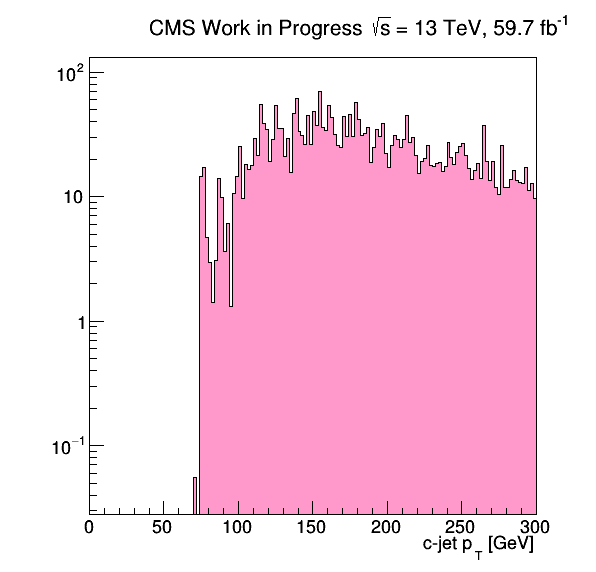 CMS Work in Progress √s = 13 TeV, 59.7 fb⁻¹
10²
10
1
10⁻¹
0 50 100 150 200 250 300
c-jet p_T [GeV]